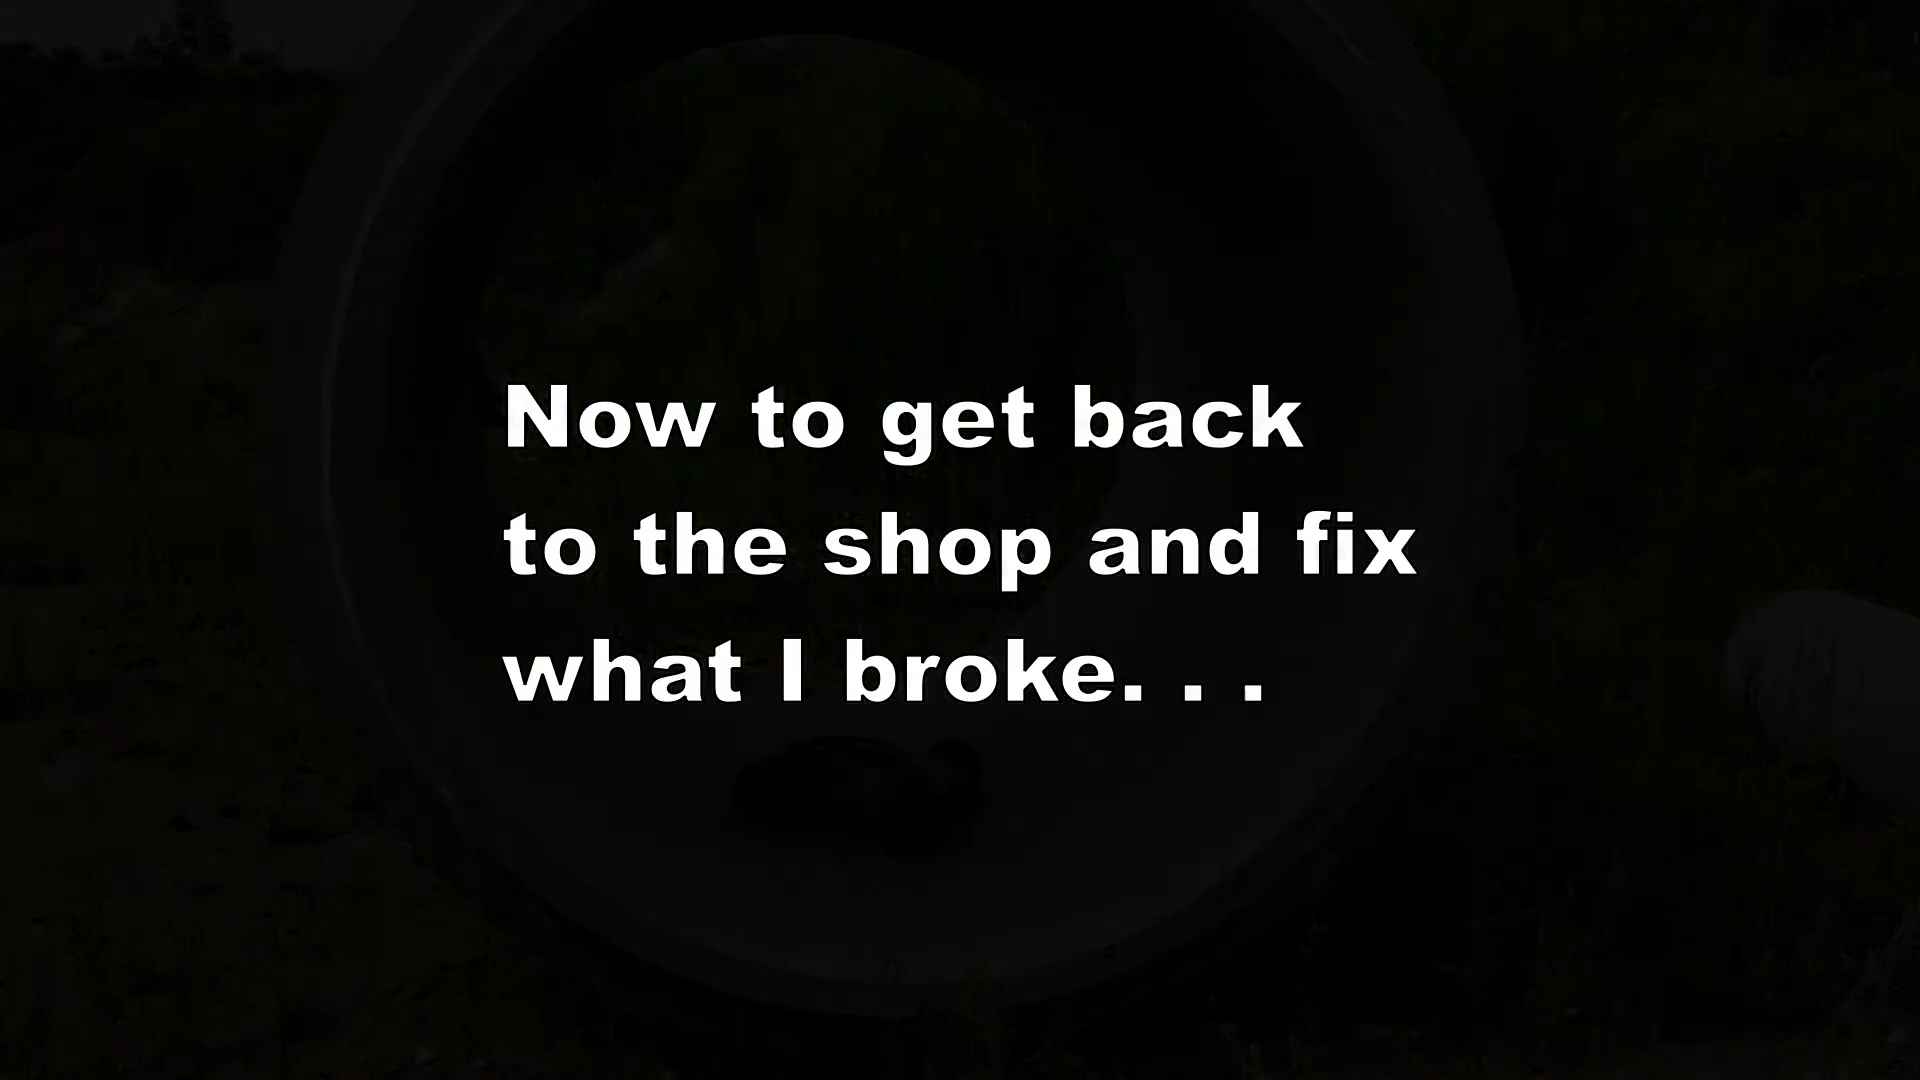 Now to get back
to the shop and fix
what I broke. . .